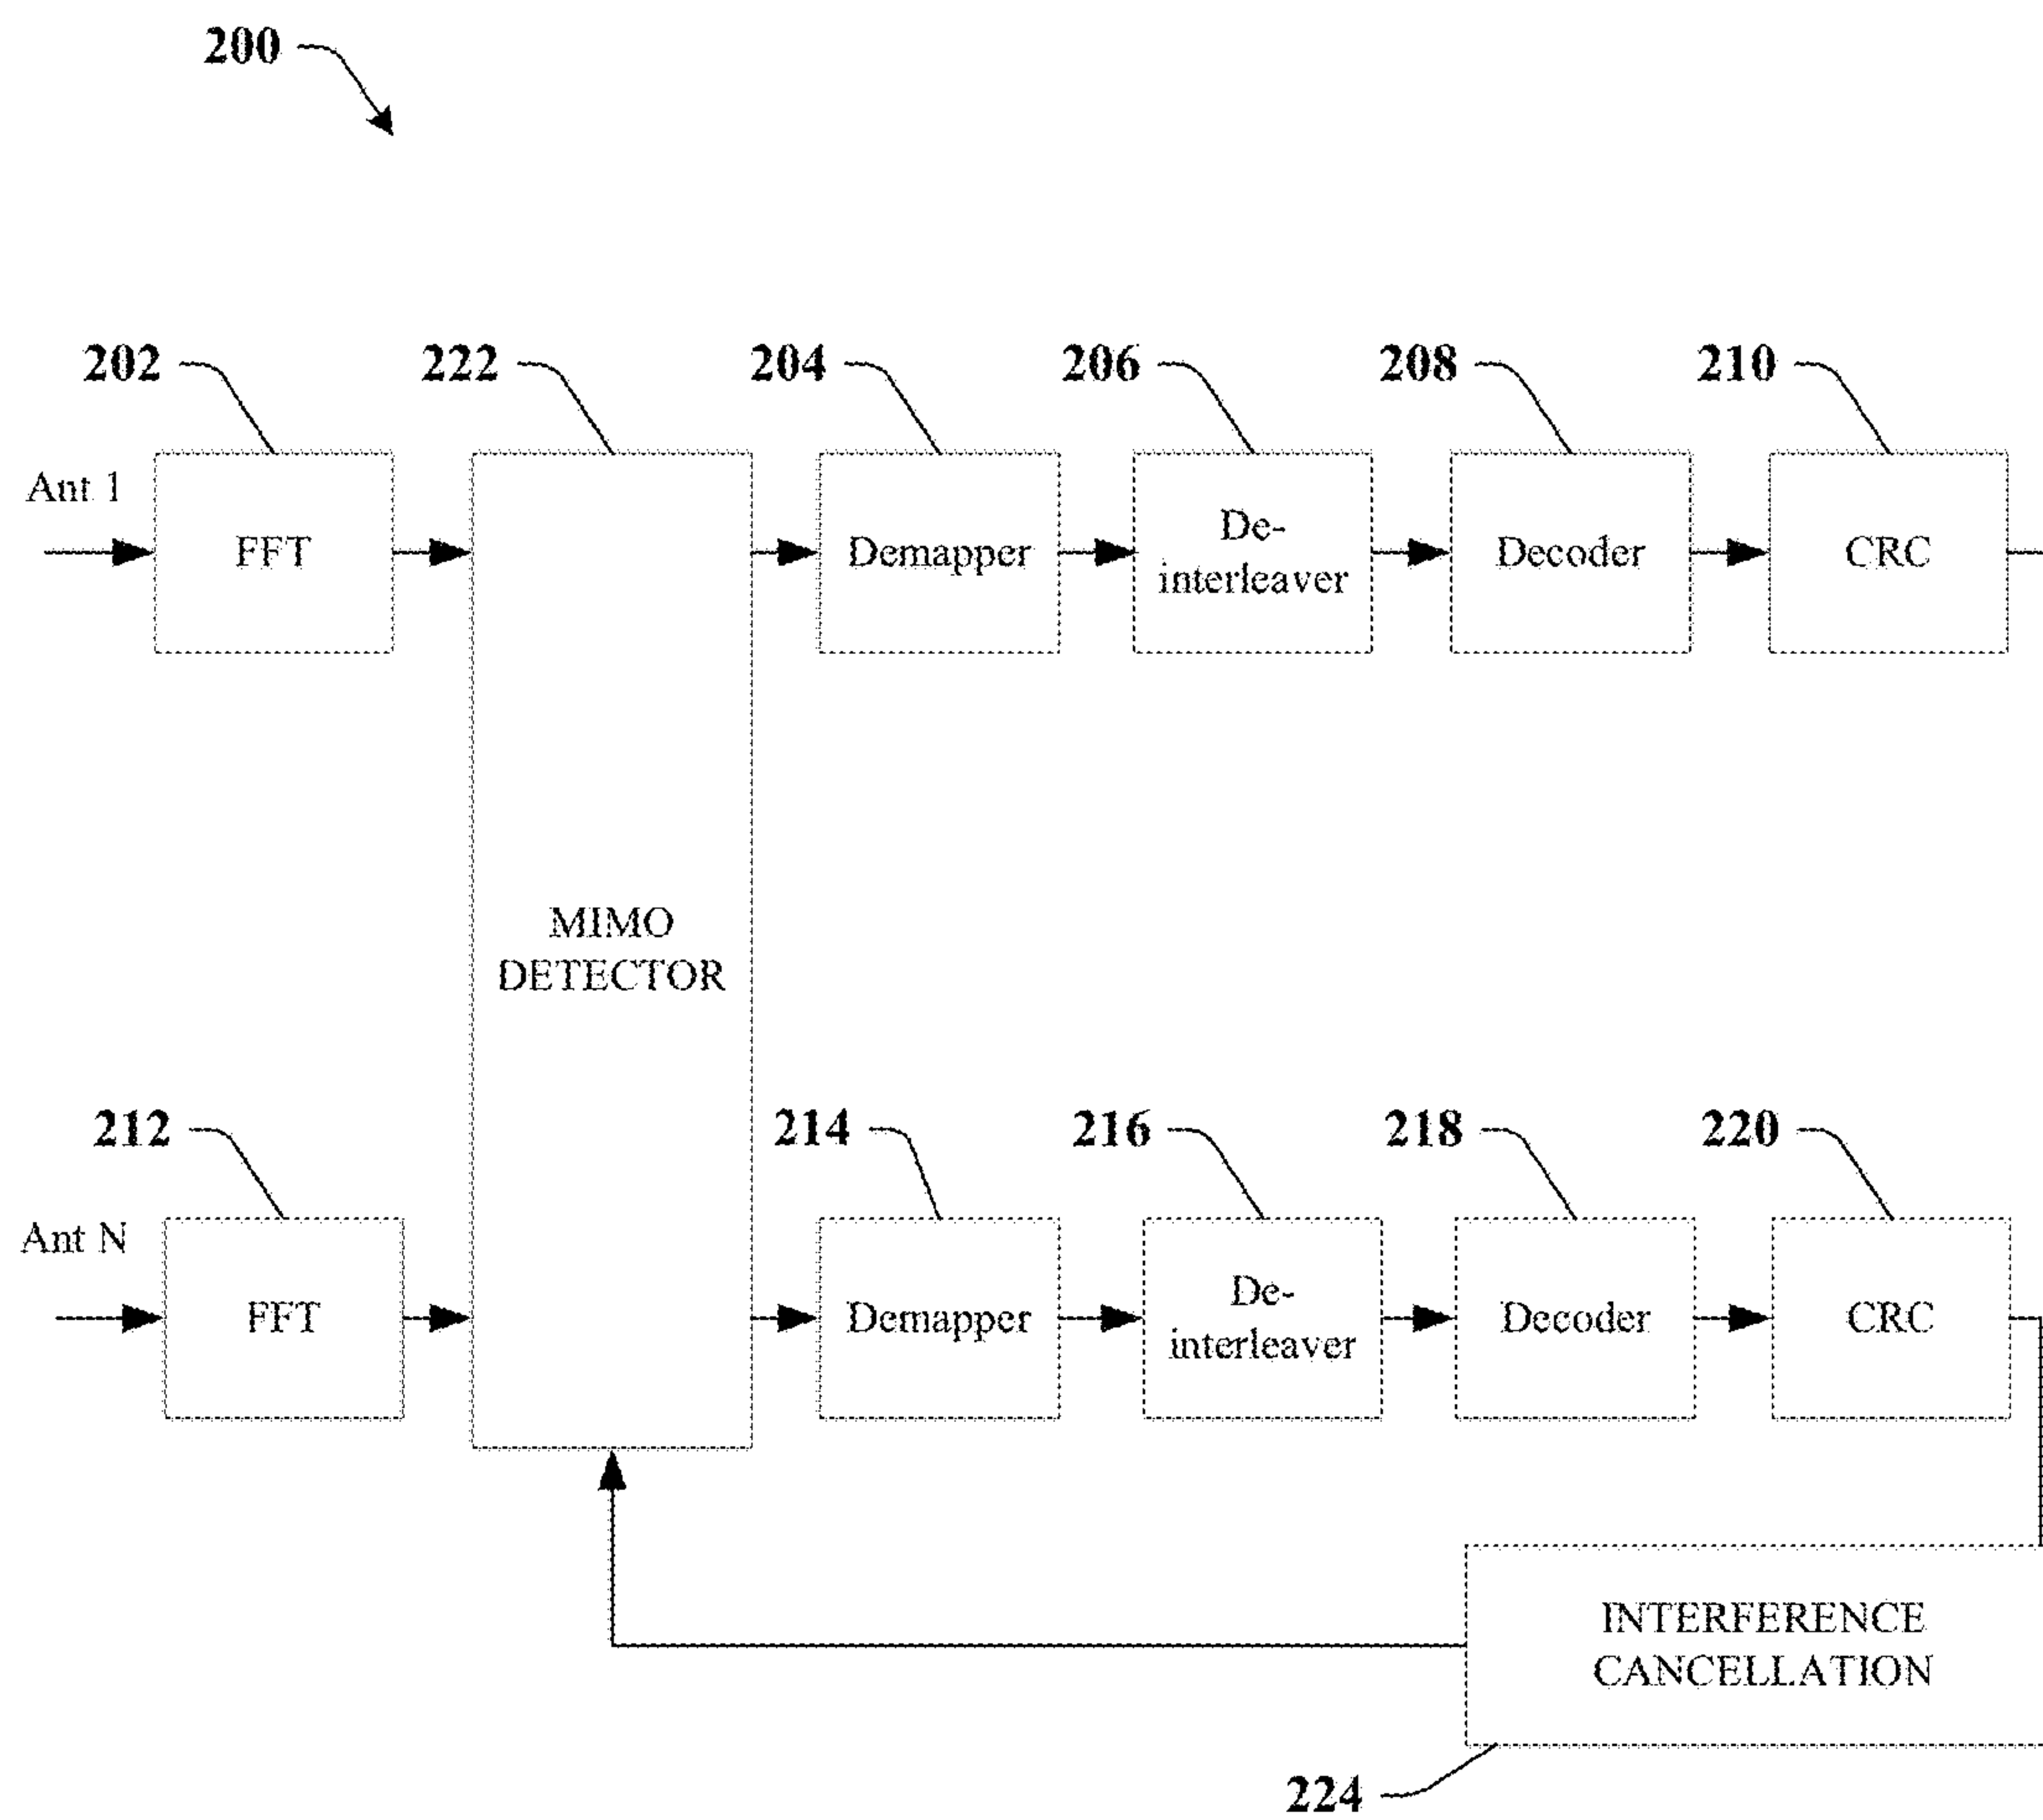 200
202
222
204
206
208
210
Ant 1
FFT
Demapper
De-
interleaver
Decoder
CRC
MIMO
DETECTOR
212
214
216
218
220
Ant N
FFT
Demapper
De-
interleaver
Decoder
CRC
INTERFERENCE
CANCELLATION
224